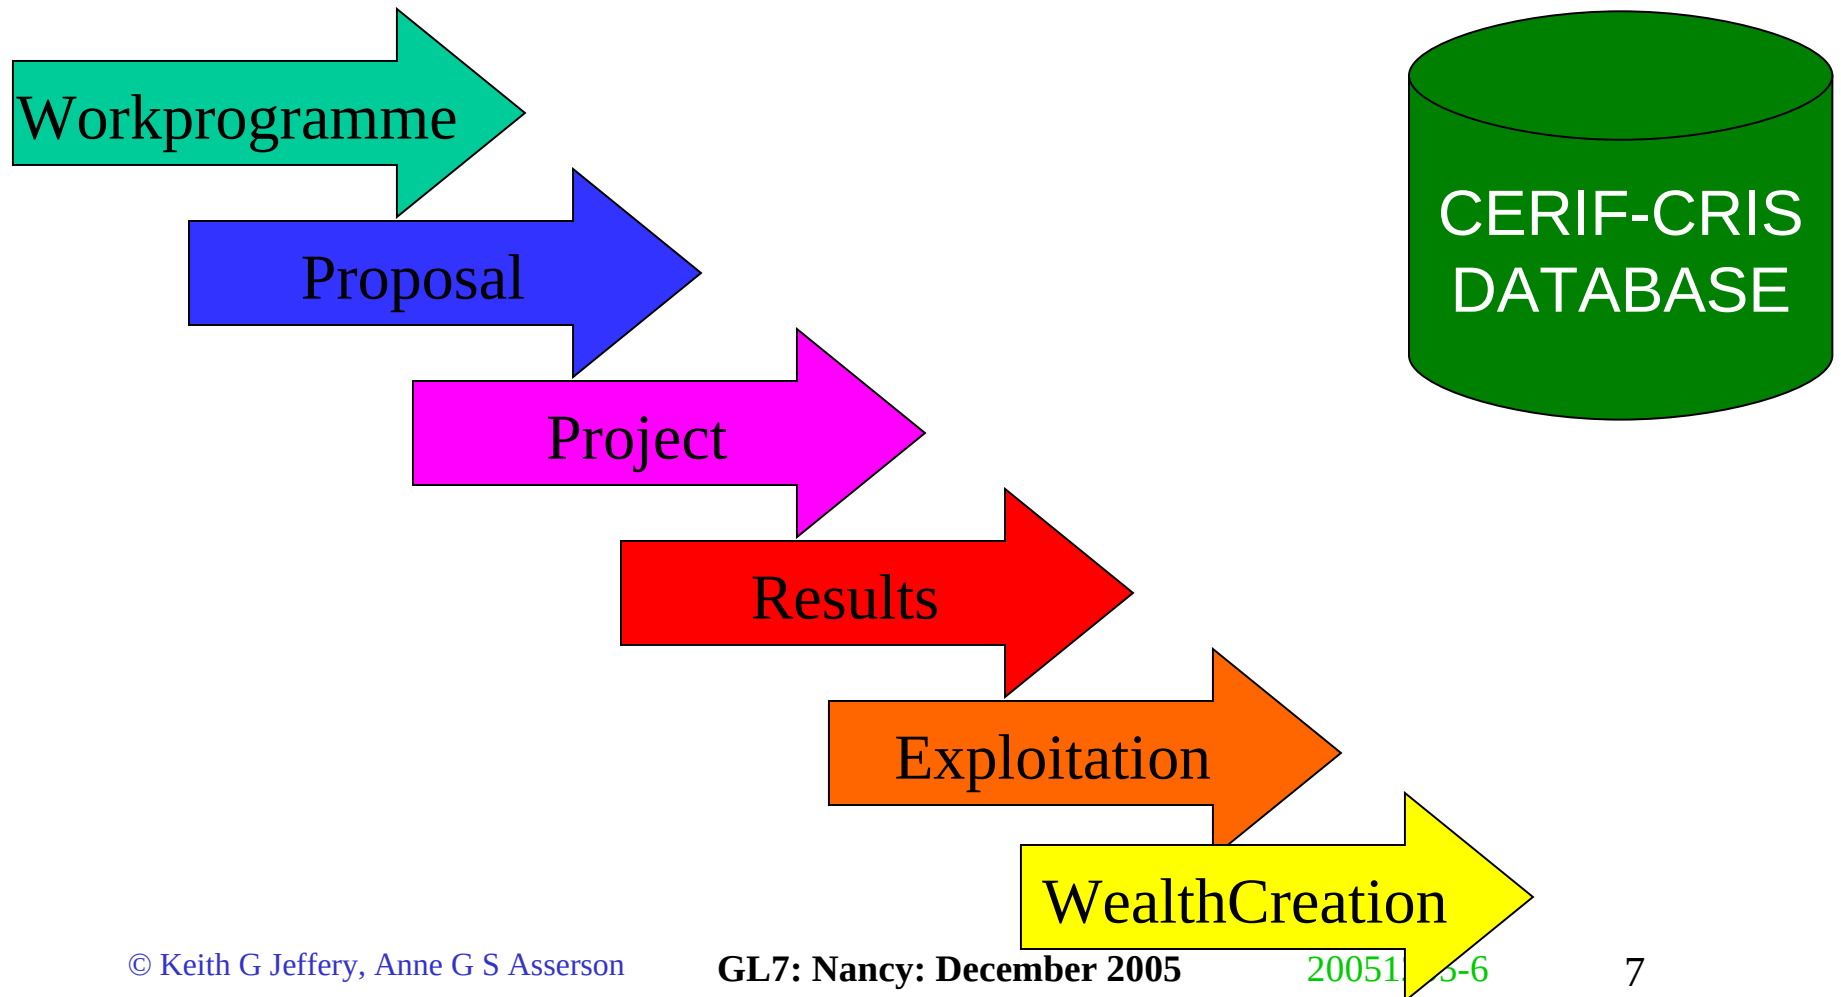 Workprogramme
CERIF-CRIS
DATABASE
Proposal
Project
Results
Exploitation
WealthCreation
© Keith G Jeffery, Anne G S Asserson
GL7: Nancy: December 2005
7